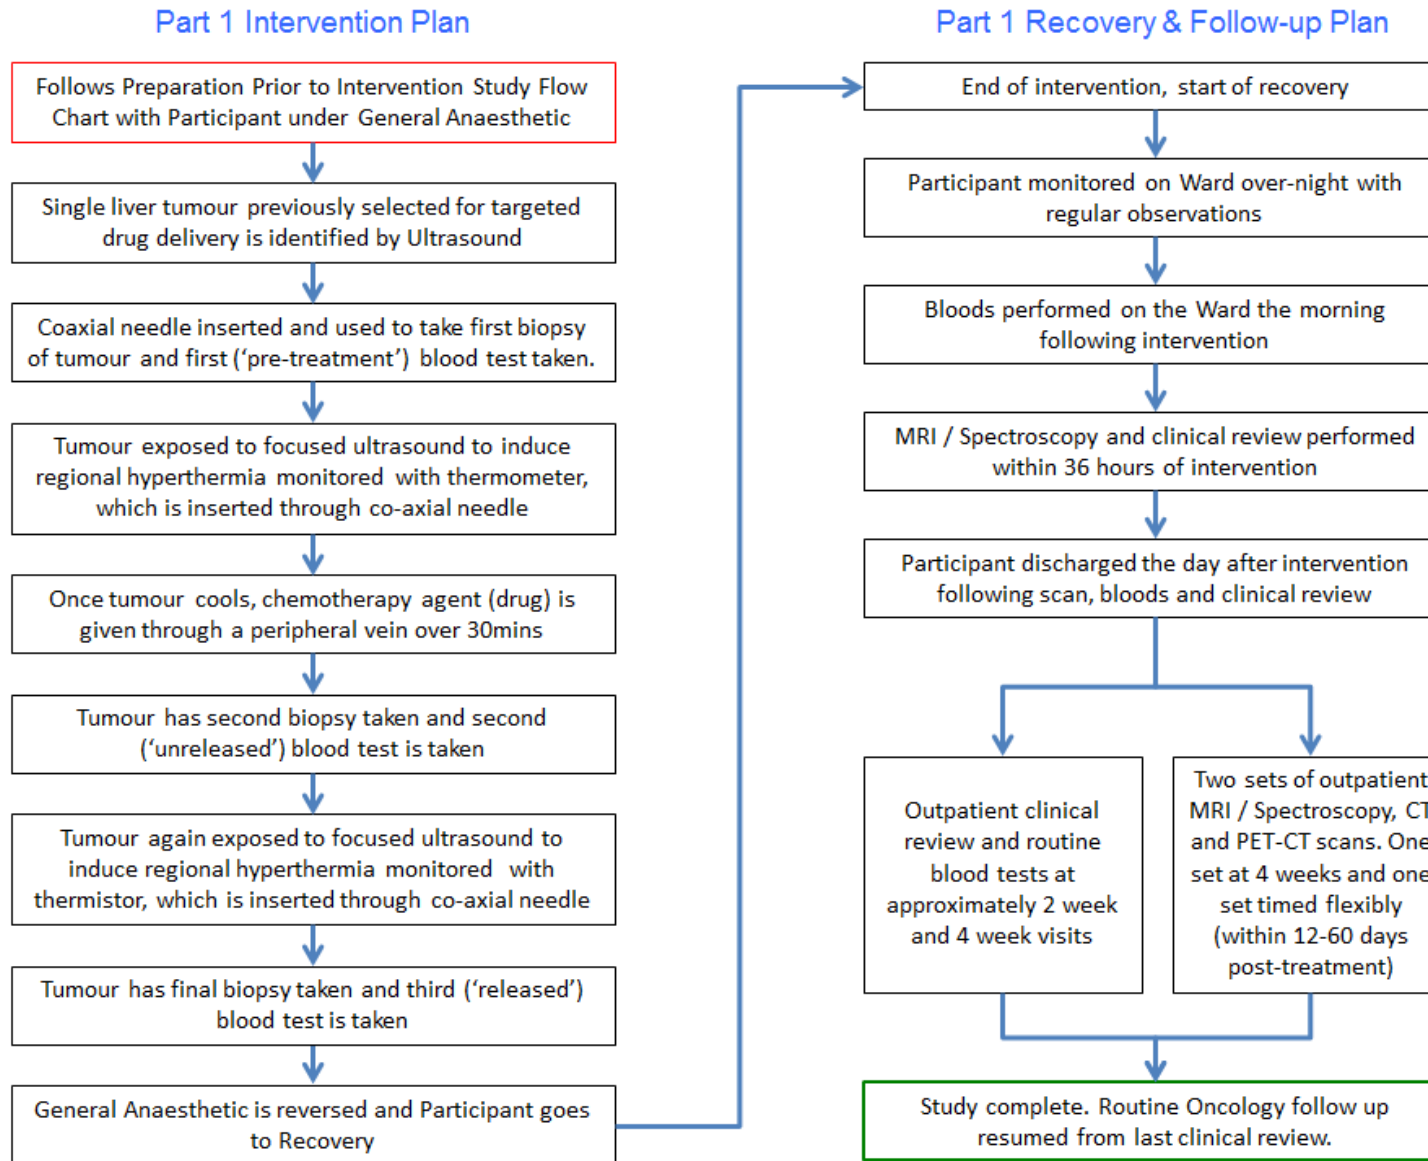 Part 1 Intervention Plan
Follows Preparation Prior to Intervention Study Flow
Chart with Participant under General Anaesthetic
Single liver tumour previously selected for targeted
drug delivery is identified by Ultrasound
Coaxial needle inserted and used to take first biopsy
of tumour and first (‘pre-treatment’) blood test taken.
Tumour exposed to focused ultrasound to induce
regional hyperthermia monitored with thermometer,
which is inserted through co-axial needle
Once tumour cools, chemotherapy agent (drug) is
given through a peripheral vein over 30mins
Tumour has second biopsy taken and second
(‘unreleased’) blood test is taken
Tumour again exposed to focused ultrasound to
induce regional hyperthermia monitored with
thermistor, which is inserted through co-axial needle
Tumour has final biopsy taken and third (‘released’)
blood test is taken
General Anaesthetic is reversed and Participant goes
to Recovery
Part 1 Recovery & Follow-up Plan
End of intervention, start of recovery
Participant monitored on Ward over-night with
regular observations
Bloods performed on the Ward the morning
following intervention
MRI / Spectroscopy and clinical review performed
within 36 hours of intervention
Participant discharged the day after intervention
following scan, bloods and clinical review
Outpatient clinical
review and routine
blood tests at
approximately 2 week
and 4 week visits
Two sets of outpatient
MRI / Spectroscopy, CT
and PET-CT scans. One
set at 4 weeks and one
set timed flexibly
(within 12-60 days
post-treatment)
Study complete. Routine Oncology follow up
resumed from last clinical review.